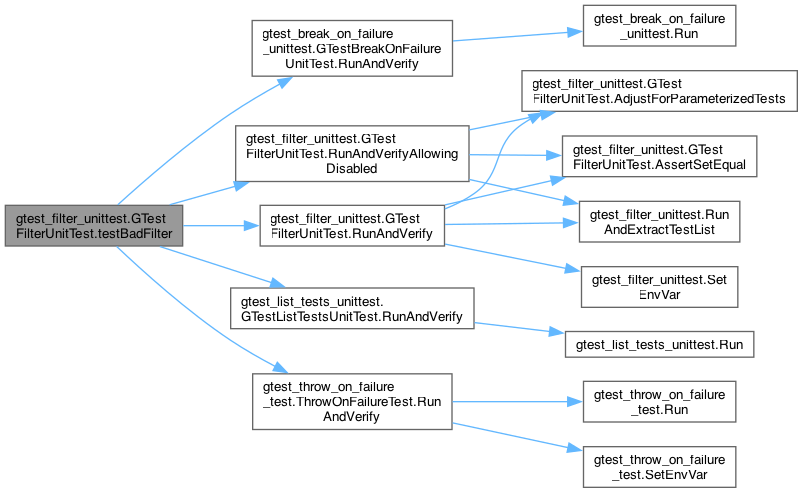 gtest_filter_unittest.GTest
FilterUnitTest.testBadFilter
gtest_break_on_failure
_unittest.GTestBreakOnFailure
UnitTest.RunAndVerify
gtest_break_on_failure
_unittest.Run
gtest_filter_unittest.GTest
FilterUnitTest.RunAndVerifyAllowing
Disabled
gtest_filter_unittest.GTest
FilterUnitTest.AdjustForParameterizedTests
gtest_filter_unittest.GTest
FilterUnitTest.AssertSetEqual
gtest_filter_unittest.Run
AndExtractTestList
gtest_filter_unittest.GTest
FilterUnitTest.RunAndVerify
gtest_filter_unittest.Set
EnvVar
gtest_list_tests_unittest.
GTestListTestsUnitTest.RunAndVerify
gtest_list_tests_unittest.Run
gtest_throw_on_failure
_test.ThrowOnFailureTest.Run
AndVerify
gtest_throw_on_failure
_test.Run
gtest_throw_on_failure
_test.SetEnvVar